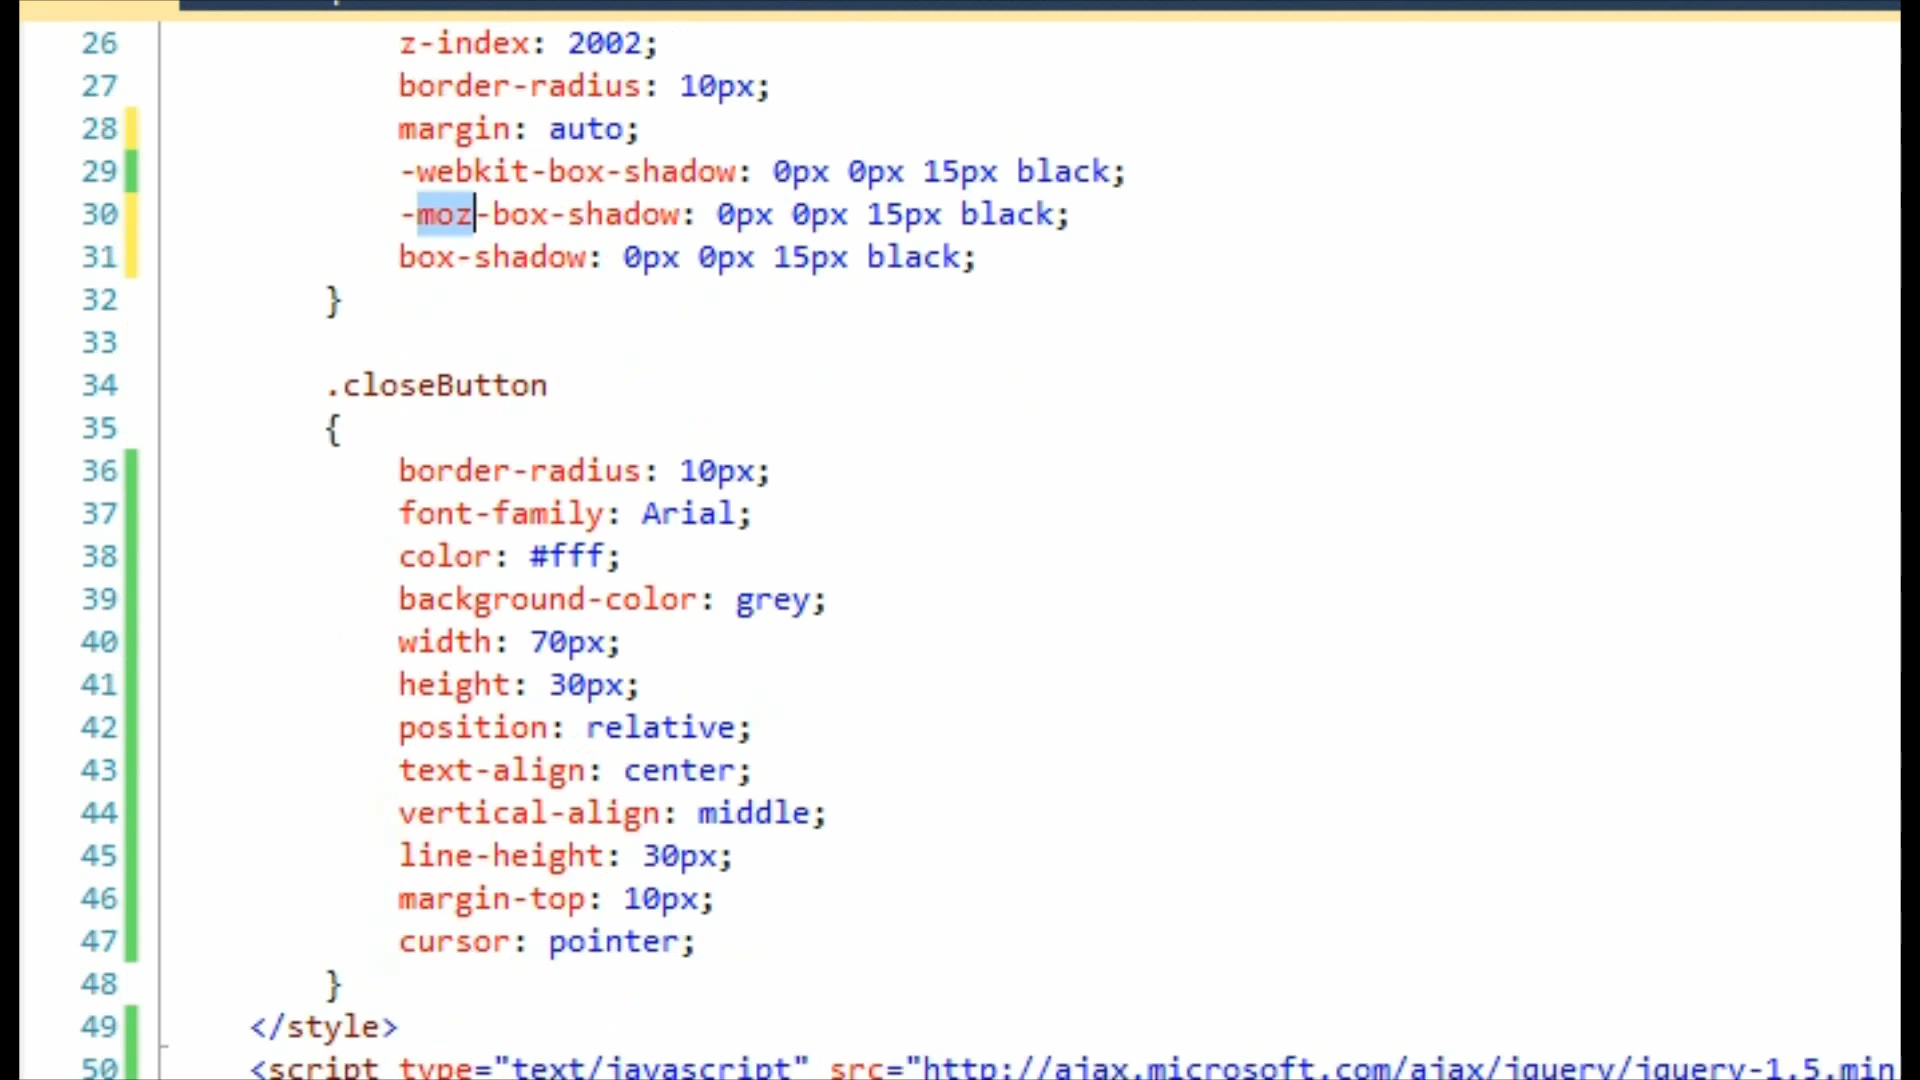 26 z-index: 2002;
27 border-radius: 10px;
28 margin: auto;
29 -webkit-box-shadow: 0px 0px 15px black;
30 -moz-box-shadow: 0px 0px 15px black;
31 box-shadow: 0px 0px 15px black;
32 }
33
34 .closeButton
35 {
36 border-radius: 10px;
37 font-family: Arial;
38 color: #fff;
39 background-color: grey;
40 width: 70px;
41 height: 30px;
42 position: relative;
43 text-align: center;
44 vertical-align: middle;
45 line-height: 30px;
46 margin-top: 10px;
47 cursor: pointer;
48 }
49 </style>
50 <script type="text/javascript" src="http://ajax.microsoft.com/ajax/jquery/jquery-1.5.min